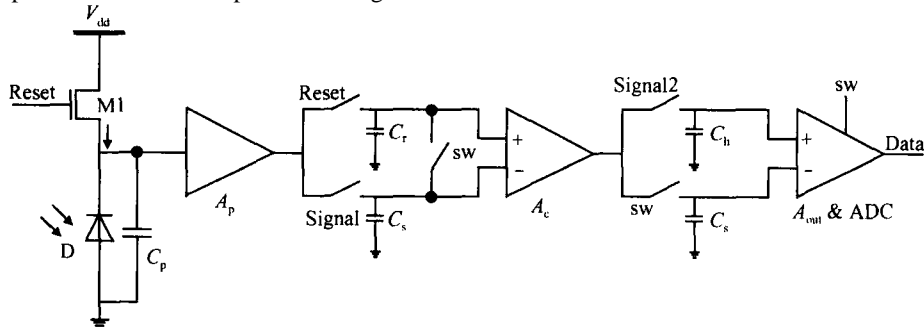 V_dd
Reset
M1
D
C_p
A_p
Reset
Signal
C_r
C_s
sw
+
−
A_c
Signal2
sw
C_h
C_s
sw
+
−
A_out & ADC
Data